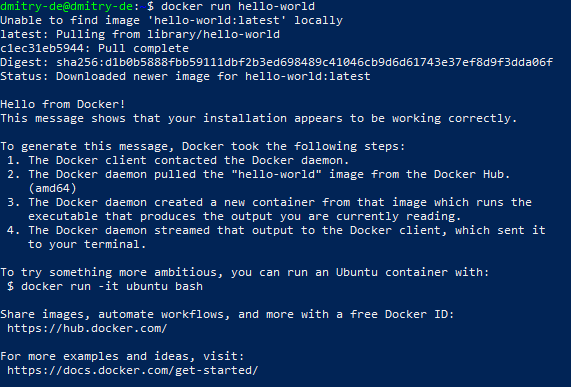 dmitry-de@dmitry-de: $ docker run hello-world
Unable to find image 'hello-world:latest' locally
latest: Pulling from library/hello-world
c1ec31eb5944: Pull complete
Digest: sha256:d1b0b5888fbb59111dbf2b3ed698489c41046cb9d6d61743e37ef8d9f3dda06f
Status: Downloaded newer image for hello-world:latest
Hello from Docker!
This message shows that your installation appears to be working correctly.
To generate this message, Docker took the following steps:
1. The Docker client contacted the Docker daemon.
2. The Docker daemon pulled the "hello-world" image from the Docker Hub.
(amd64)
3. The Docker daemon created a new container from that image which runs the
executable that produces the output you are currently reading.
4. The Docker daemon streamed that output to the Docker client, which sent it
to your terminal.
To try something more ambitious, you can run an Ubuntu container with:
$ docker run -it ubuntu bash
Share images, automate workflows, and more with a free Docker ID:
https://hub.docker.com/
For more examples and ideas, visit:
https://docs.docker.com/get-started/